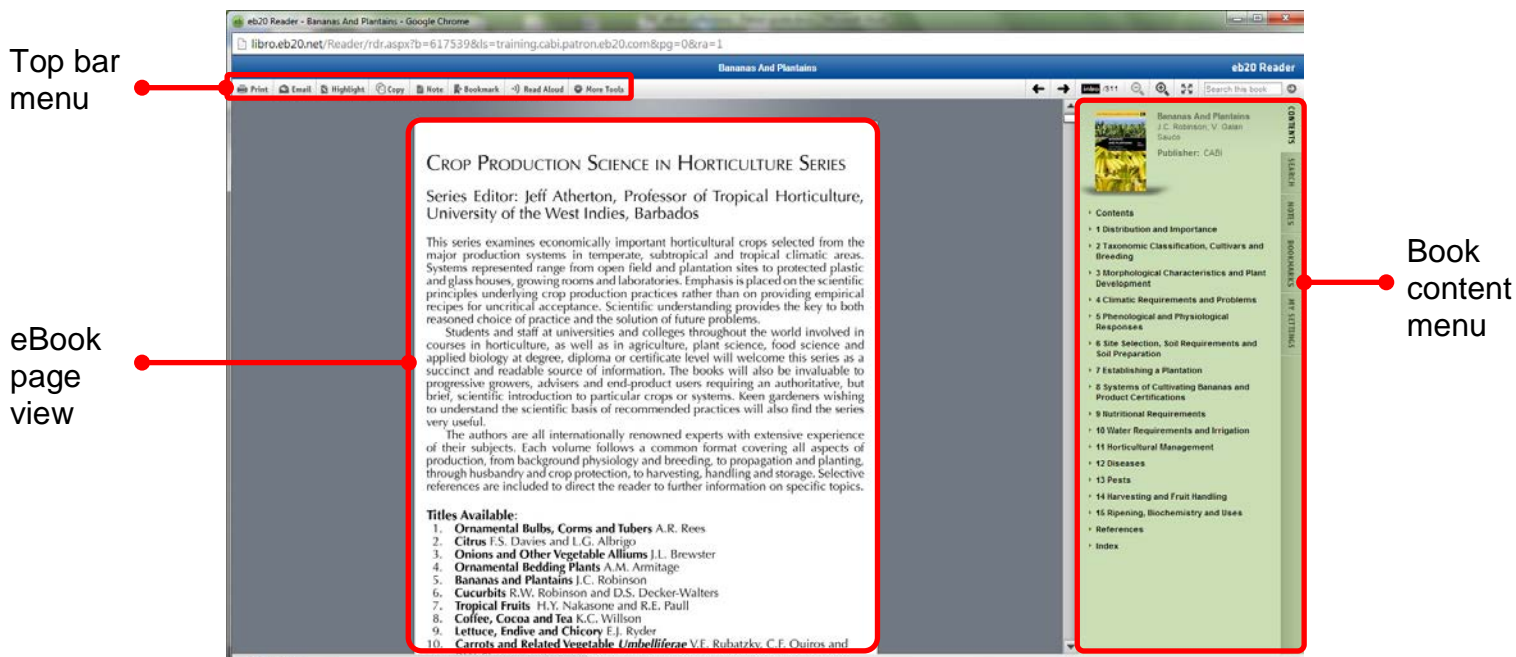 eb20 Reader - Bananas And Plantains - Google Chrome
libro.eb20.net/Reader/rdr.aspx?b=617539&ls=training.cabi.patron.eb20.com&pg=0&ra=1
Bananas And Plantains
eb20 Reader
Top bar
menu
Print Email Highlight Copy Note Bookmark Read Aloud More Tools
index /311
Search this book
CROP PRODUCTION SCIENCE IN HORTICULTURE SERIES
Series Editor: Jeff Atherton, Professor of Tropical Horticulture,
University of the West Indies, Barbados
This series examines economically important horticultural crops selected from the
major production systems in temperate, subtropical and tropical climatic areas.
Systems represented range from open field and plantation sites to protected plastic
and glass houses, growing rooms and laboratories. Emphasis is placed on the scientific
principles underlying crop production practices rather than on providing empirical
recipes for uncritical acceptance. Scientific understanding provides the key to both
reasoned choice of practice and the solution of future problems.
Students and staff at universities and colleges throughout the world involved in
courses in horticulture, as well as in agriculture, plant science, food science and
applied biology at degree, diploma or certificate level will welcome this series as a
succinct and readable source of information. The books will also be invaluable to
progressive growers, advisers and end-product users requiring an authoritative, but
brief, scientific introduction to particular crops or systems. Keen gardeners wishing
to understand the scientific basis of recommended practices will also find the series
very useful.
The authors are all internationally renowned experts with extensive experience
of their subjects. Each volume follows a common format covering all aspects of
production, from background physiology and breeding, to propagation and planting,
through husbandry and crop protection, to harvesting, handling and storage. Selective
references are included to direct the reader to further information on specific topics.
Titles Available:
1. Ornamental Bulbs, Corms and Tubers A.R. Rees
2. Citrus F.S. Davies and L.G. Albrigo
3. Onions and Other Vegetable Alliums J.L. Brewster
4. Ornamental Bedding Plants A.M. Armitage
5. Bananas and Plantains J.C. Robinson
6. Cucurbits R.W. Robinson and D.S. Decker-Walters
7. Tropical Fruits H.Y. Nakasone and R.E. Paull
8. Coffee, Cocoa and Tea K.C. Willson
9. Lettuce, Endive and Chicory E.J. Ryder
10. Carrots and Related Vegetable Umbelliferae V.E. Rubatzky, C.F. Quiros and
eBook
page
view
Bananas And Plantains
J.C. Robinson, V. Galan
Sauco
Publisher: CABI
Contents
1 Distribution and Importance
2 Taxonomic Classification, Cultivars and
Breeding
3 Morphological Characteristics and Plant
Development
4 Climatic Requirements and Problems
5 Phenological and Physiological
Responses
6 Site Selection, Soil Requirements and
Soil Preparation
7 Establishing a Plantation
8 Systems of Cultivating Bananas and
Product Certifications
9 Nutritional Requirements
10 Water Requirements and Irrigation
11 Horticultural Management
12 Diseases
13 Pests
14 Harvesting and Fruit Handling
15 Ripening, Biochemistry and Uses
References
Index
CONTENTS
SEARCH
NOTES
BOOKMARKS
MY SETTINGS
Book
content
menu